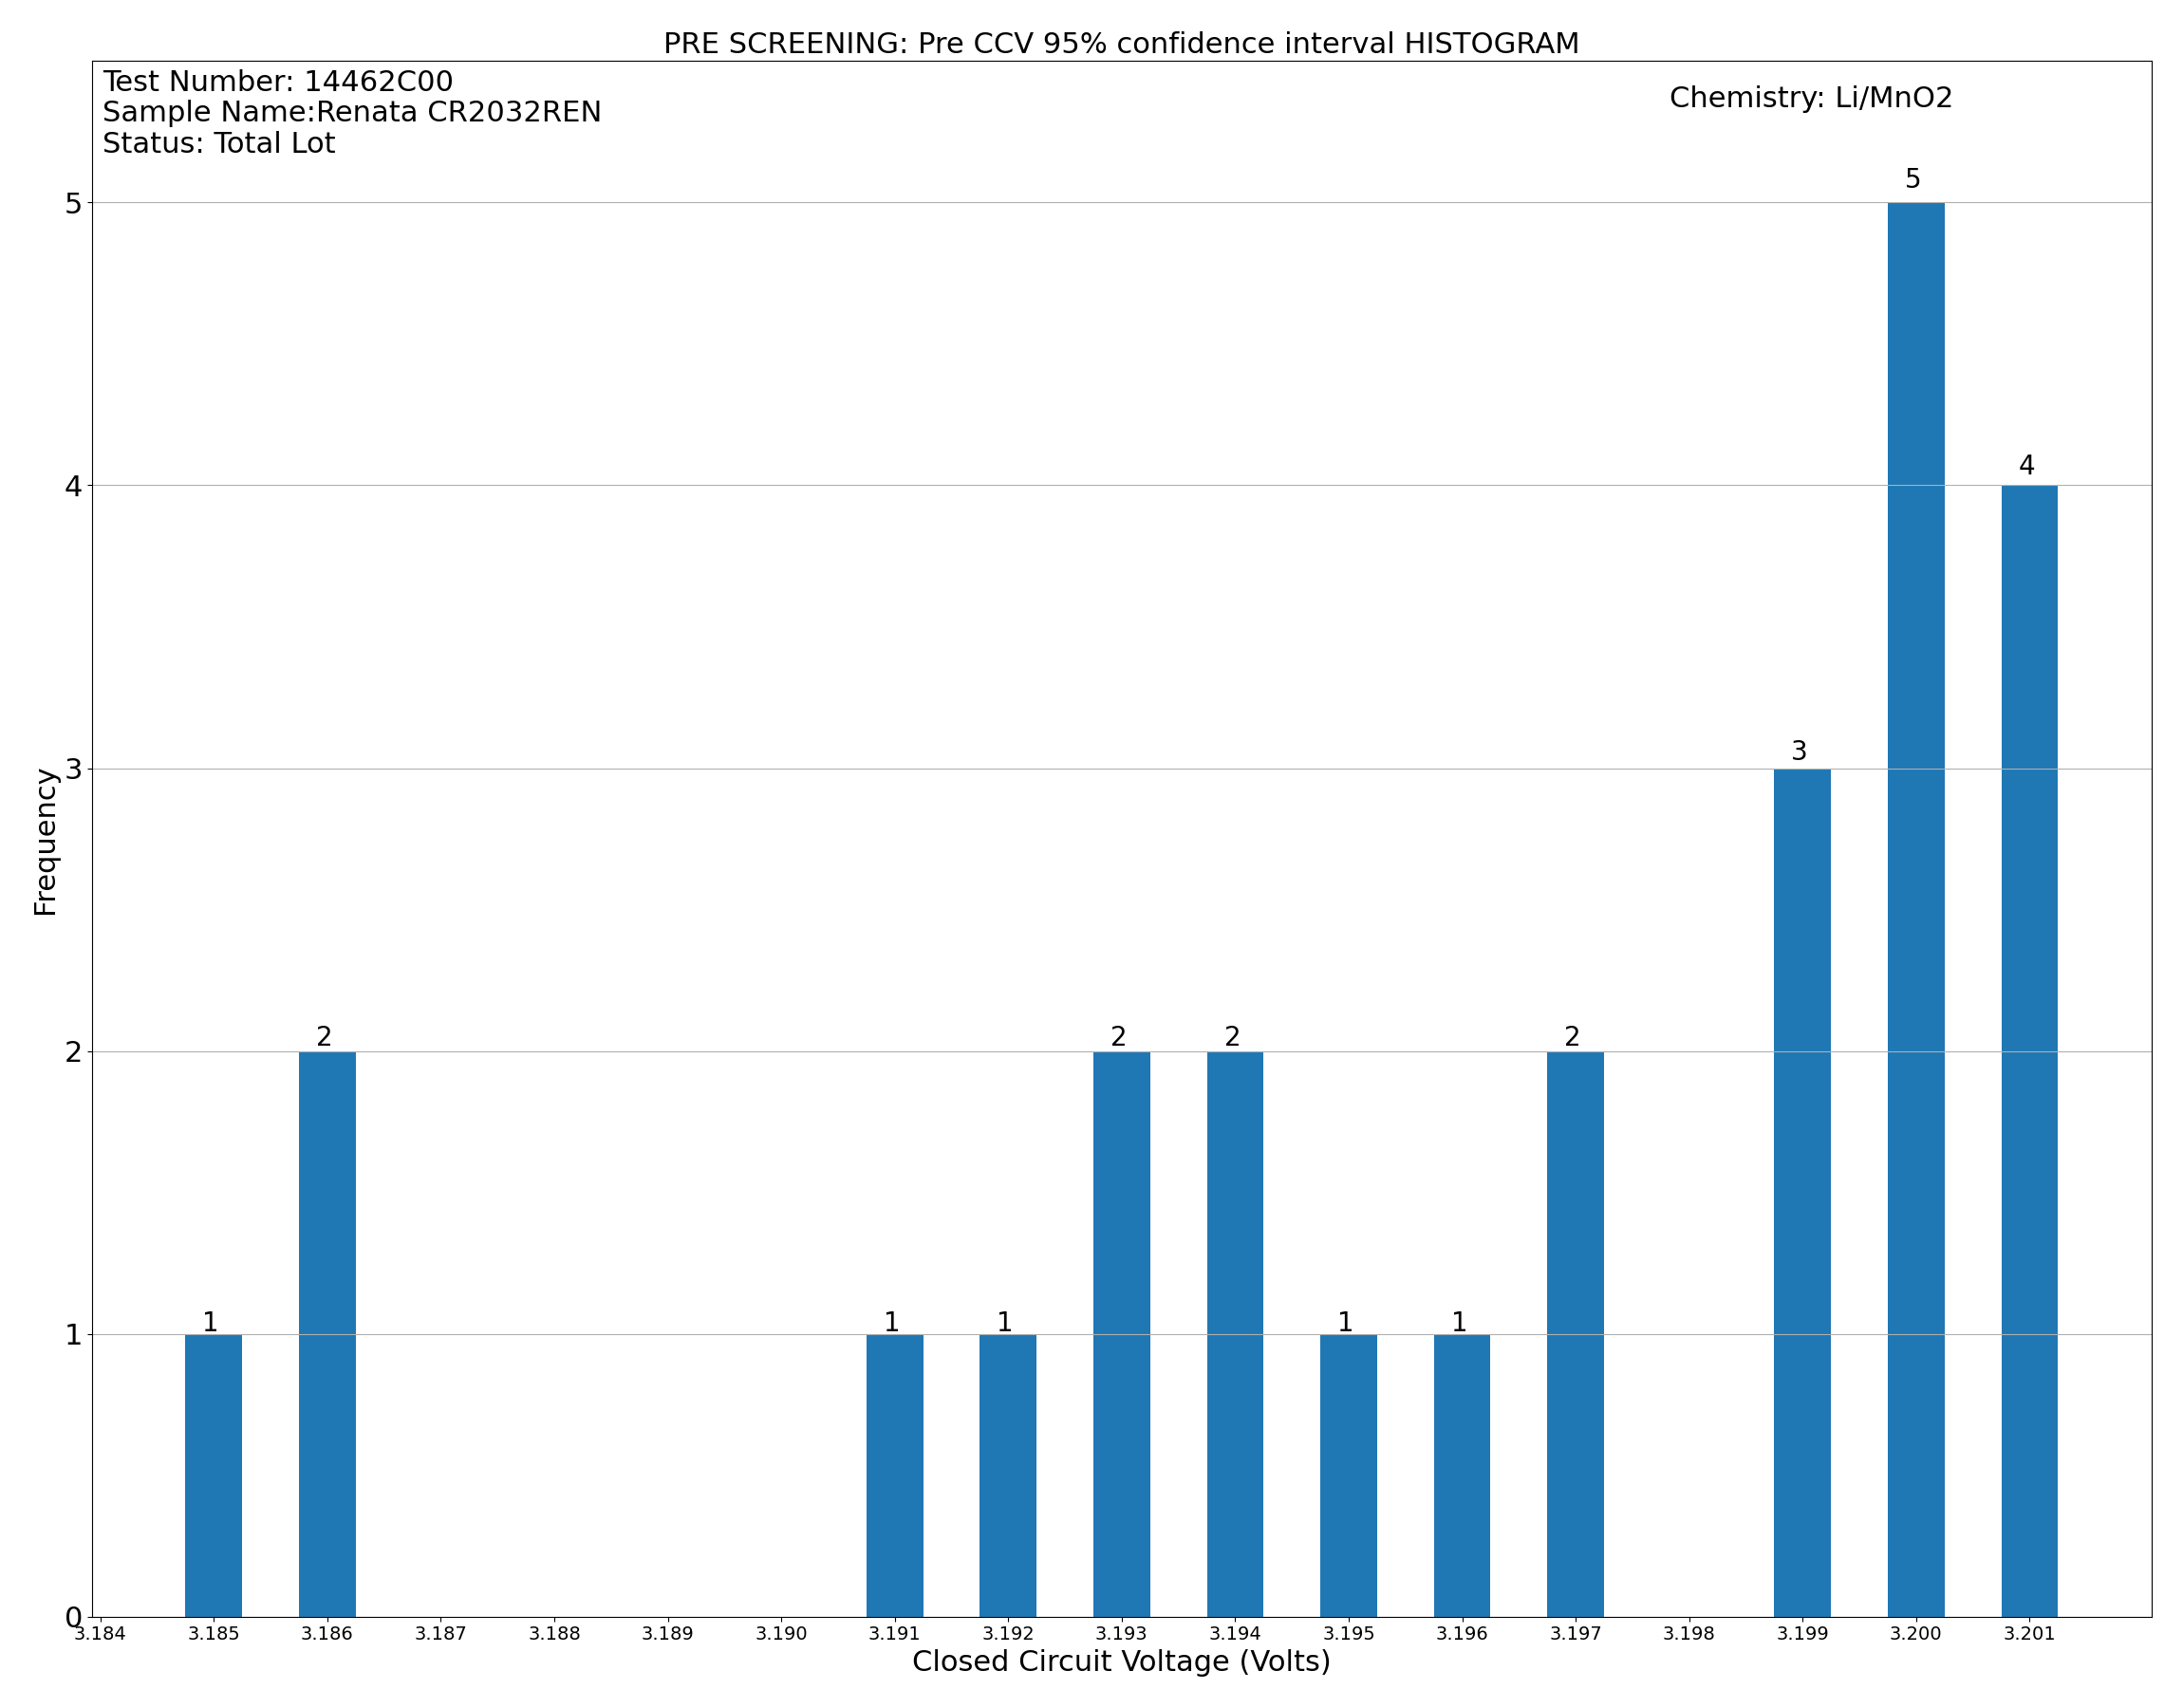 PRE SCREENING: Pre CCV 95% confidence interval HISTOGRAM
Test Number: 14462C00
Sample Name:Renata CR2032REN
Status: Total Lot
Chemistry: Li/MnO2
5
4
3
2
1
0
Frequency
1
2
1
1
2
2
1
1
2
3
5
4
3.184 3.185 3.186 3.187 3.188 3.189 3.190 3.191 3.192 3.193 3.194 3.195 3.196 3.197 3.198 3.199 3.200 3.201
Closed Circuit Voltage (Volts)